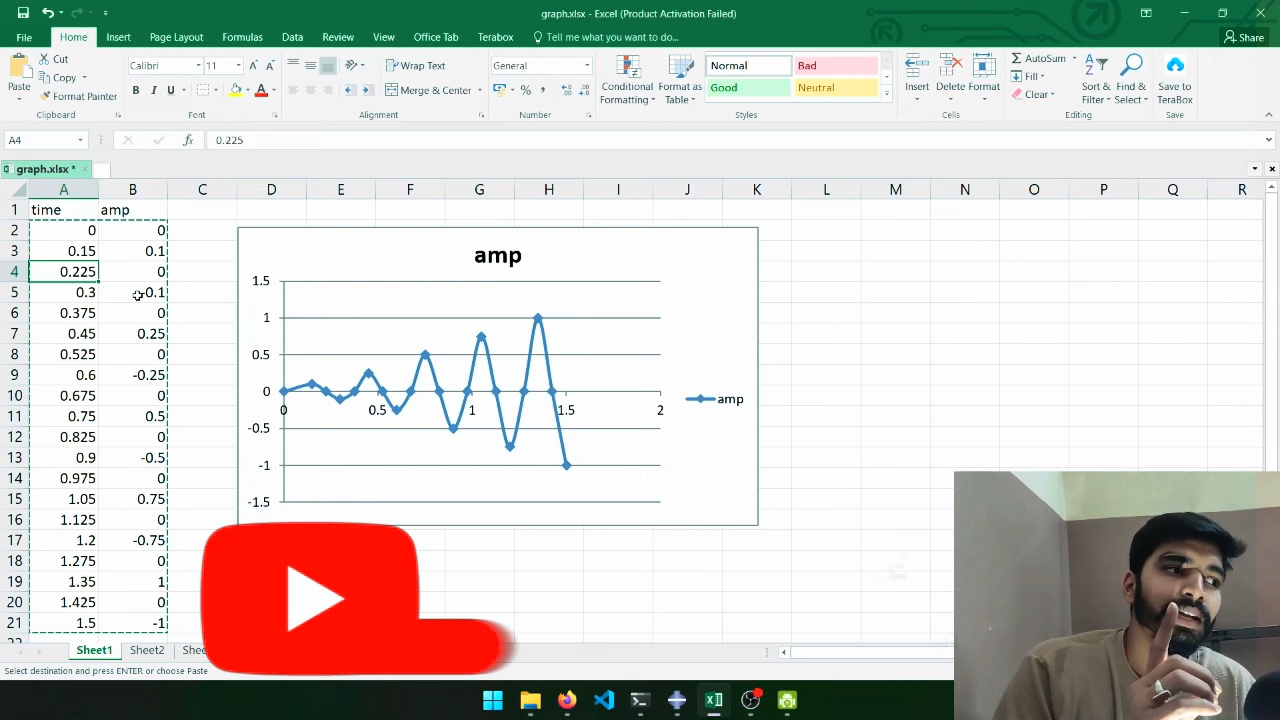 graph.xlsx - Excel (Product Activation Failed)
File Home Insert Page Layout Formulas Data Review View Office Tab Terabox Tell me what you want to do... Share
Paste
Cut
Copy
Format Painter
Clipboard
Calibri 11
B I U
Font
Wrap Text
Merge & Center
Alignment
General
%
Number
Conditional Formatting
Format as Table
Normal Bad
Good Neutral
Styles
Insert Delete Format
Cells
AutoSum
Fill
Clear
Sort & Filter
Find & Select
Editing
Save to TeraBox
Save
A4 fx 0.225
graph.xlsx *
A B C D E F G H I J K L M N O P Q R
1 time amp
2 0 0
3 0.15 0.1
4 0.225 0
5 0.3 -0.1
6 0.375 0
7 0.45 0.25
8 0.525 0
9 0.6 -0.25
10 0.675 0
11 0.75 0.5
12 0.825 0
13 0.9 -0.5
14 0.975 0
15 1.05 0.75
16 1.125 0
17 1.2 -0.75
18 1.275 0
19 1.35 1
20 1.425 0
21 1.5 -1
amp
1.5
1
0.5
0
-0.5
-1
-1.5
0 0.5 1 1.5 2
amp
Sheet1 Sheet2
Select destination and press ENTER or choose Paste